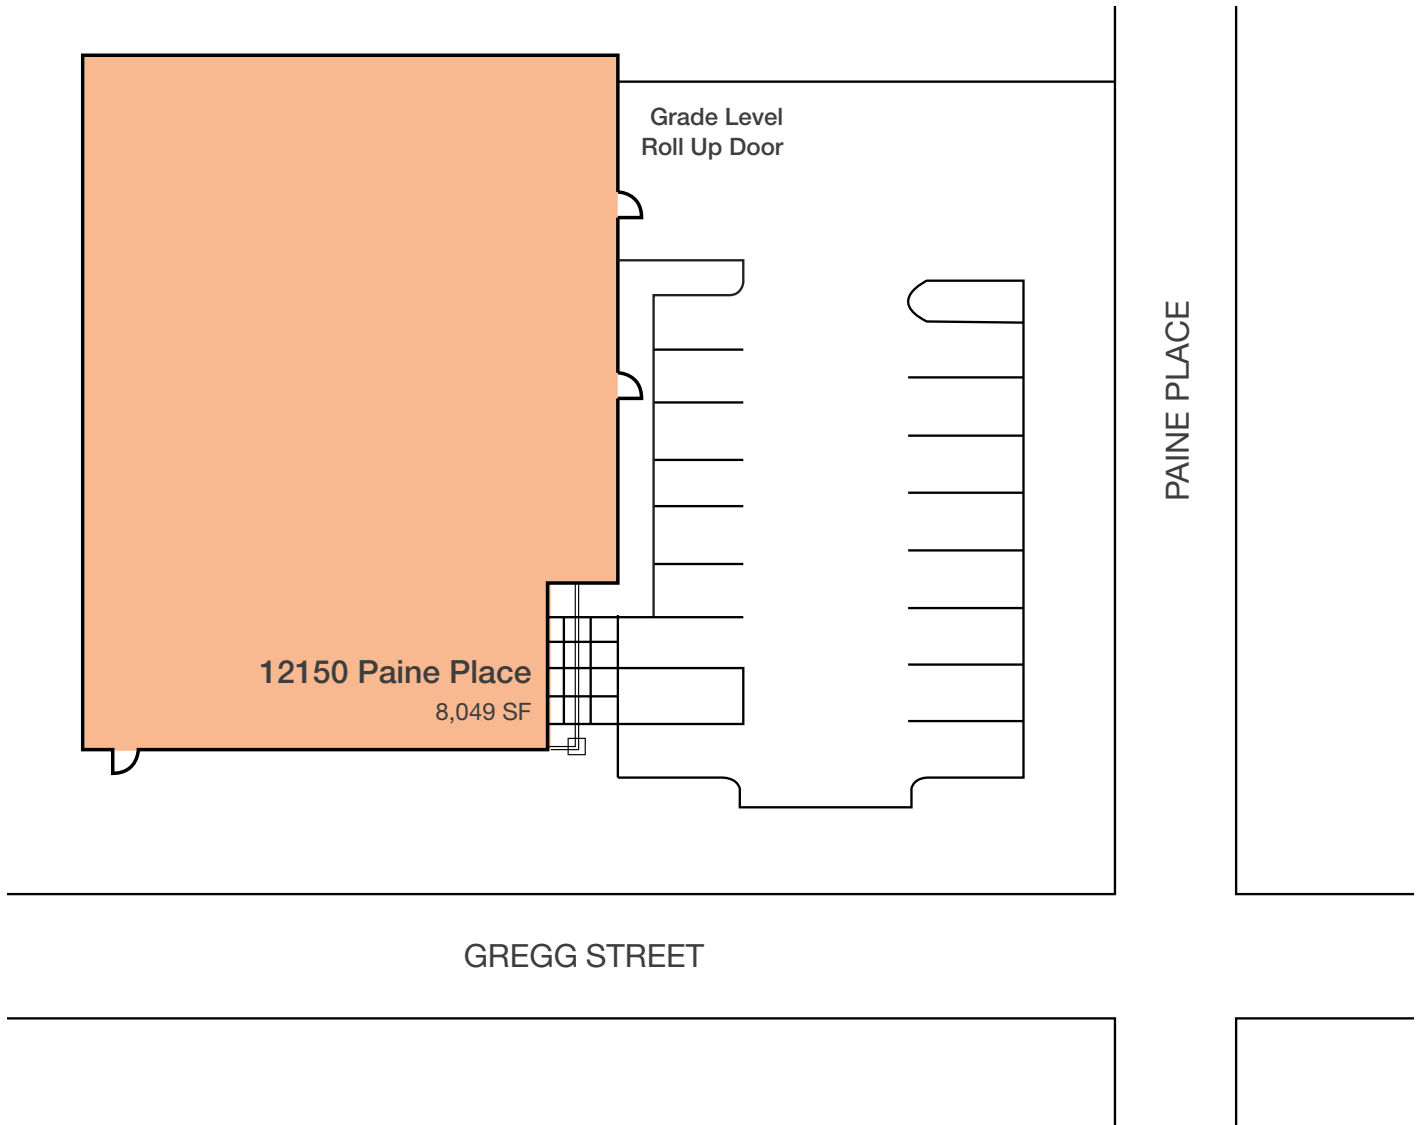 Grade Level
Roll Up Door
PAINE PLACE
12150 Paine Place
8,049 SF
GREGG STREET